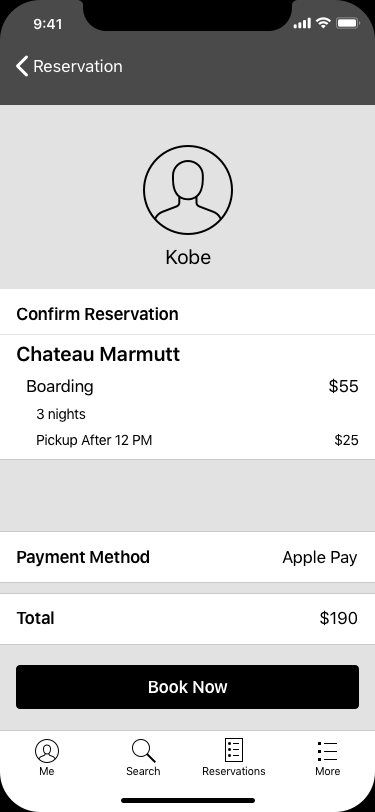 9:41
Reservation
Kobe
Confirm Reservation
Chateau Marmutt
Boarding $55
3 nights
Pickup After 12 PM $25
Payment Method Apple Pay
Total $190
Book Now
Me Search Reservations More